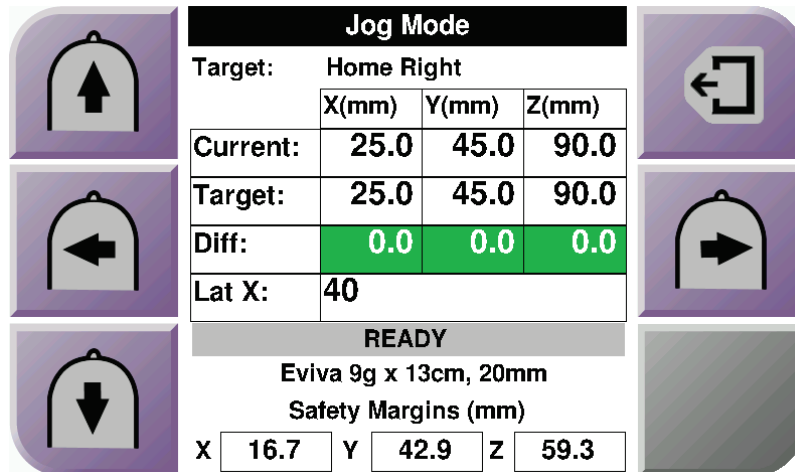 Jog Mode
Target: Home Right
X(mm) Y(mm) Z(mm)
Current: 25.0 45.0 90.0
Target: 25.0 45.0 90.0
Diff: 0.0 0.0 0.0
Lat X: 40
READY
Eviva 9g x 13cm, 20mm
Safety Margins (mm)
X 16.7 Y 42.9 Z 59.3